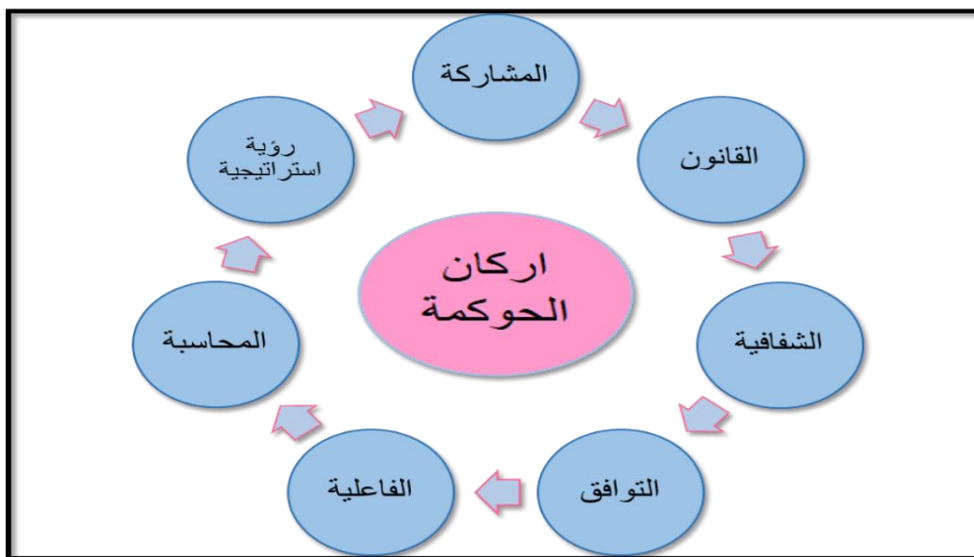 المشاركة
القانون
الشفافية
التوافق
الفاعلية
المحاسبة
رؤية
استراتيجية
اركان
الحوكمة